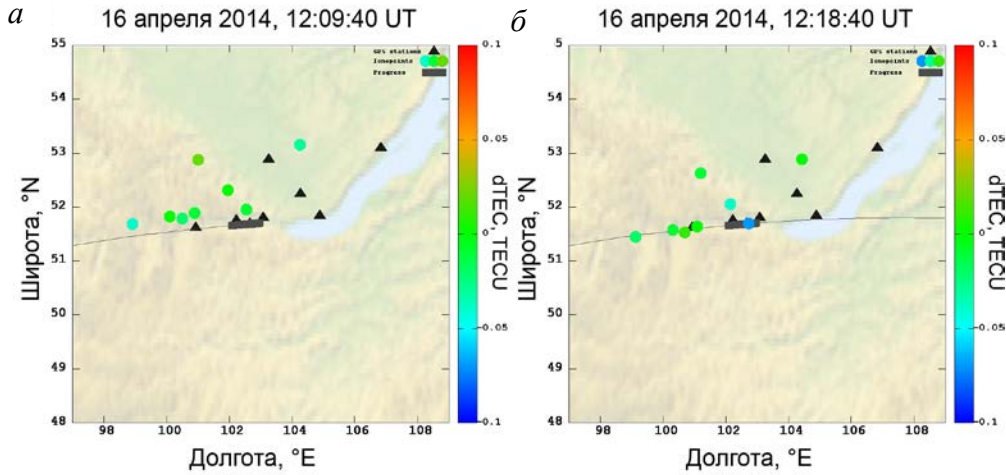 а
16 апреля 2014, 12:09:40 UT
55
54
53
52
51
50
49
48
98 100 102 104 106 108
Широта, °N
Долгота, °E
GPS stations
Ionopoints
Progress
0.1
0.05
0
-0.05
-0.1
dTEC, TECU
б
16 апреля 2014, 12:18:40 UT
5
54
53
52
51
50
49
48
98 100 102 104 106 108
Широта, °N
Долгота, °E
GPS stations
Ionopoints
Progress
0.1
0.05
0
-0.05
-0.1
dTEC, TECU